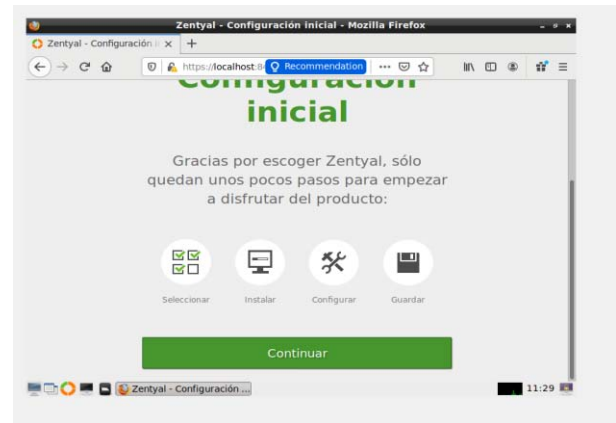 Zentyal - Configuración inicial - Mozilla Firefox
Zentyal - Configuración i
https://localhost:8 Recommendation
Configuración
inicial
Gracias por escoger Zentyal, sólo
quedan unos pocos pasos para empezar
a disfrutar del producto:
Seleccionar Instalar Configurar Guardar
Continuar
Zentyal - Configuración ... 11:29